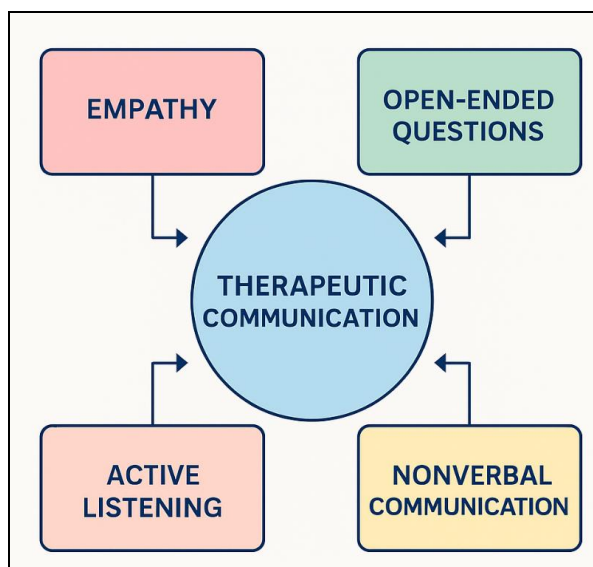 EMPATHY
OPEN-ENDED
QUESTIONS
THERAPEUTIC
COMMUNICATION
ACTIVE
LISTENING
NONVERBAL
COMMUNICATION